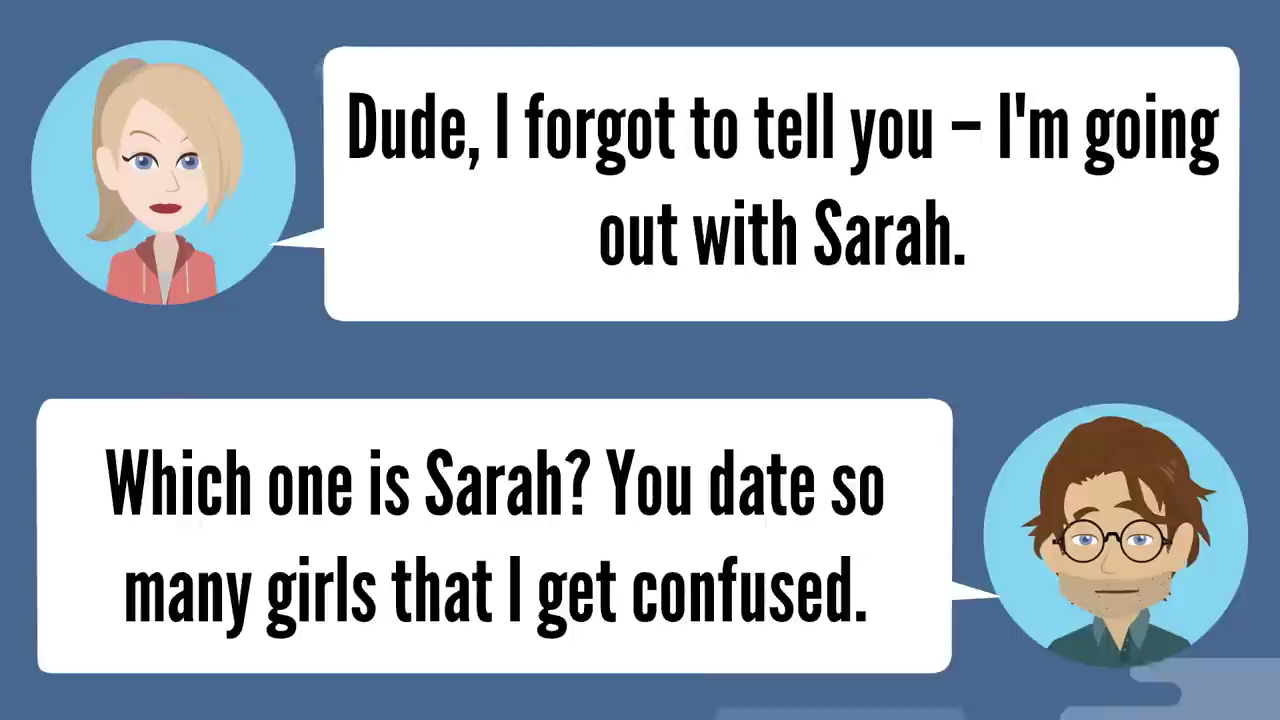 Dude, I forgot to tell you – I'm going
out with Sarah.
Which one is Sarah? You date so
many girls that I get confused.